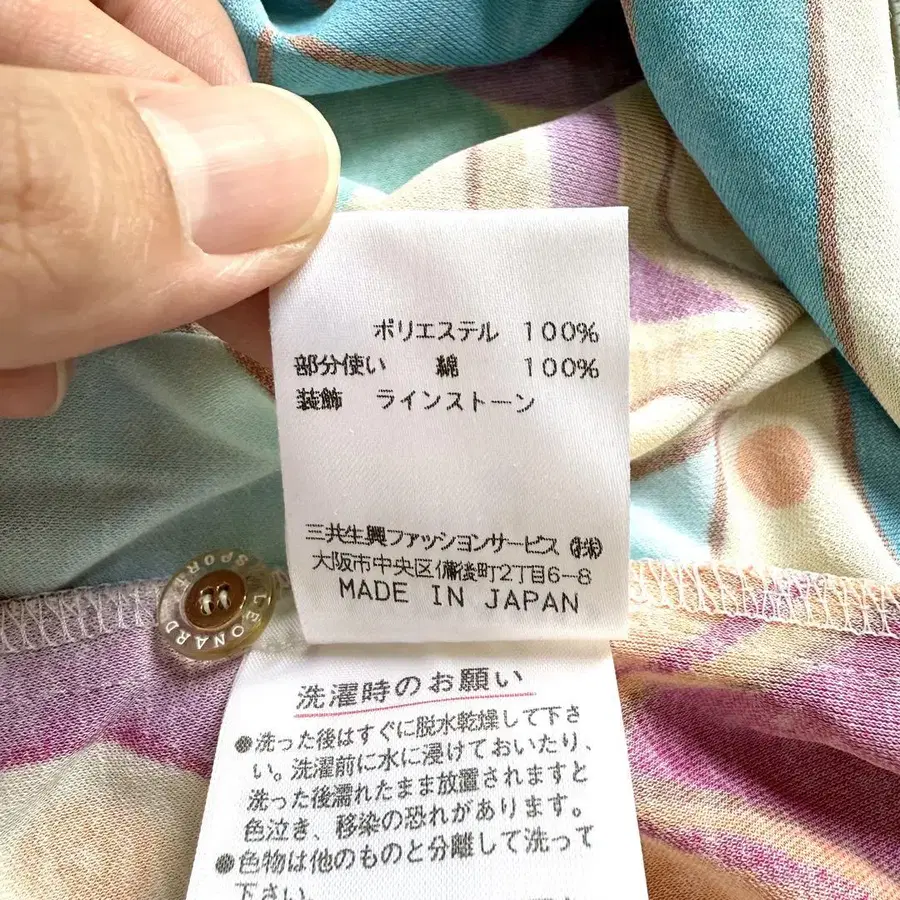 ポリエステル 100%
部分使い 綿 100%
装飾 ラインストーン
三共生興ファッションサービス ㈱
大阪市中央区備後町2丁目6-8
MADE IN JAPAN
LEONARD SPORT
洗濯時のお願い
●洗った後はすぐに脱水乾燥して下さ
い。洗濯前に水に浸けておいたり、
洗った後濡れたまま放置されますと
色泣き、移染の恐れがあります。
●色物は他のものと分離して洗って
下さい。